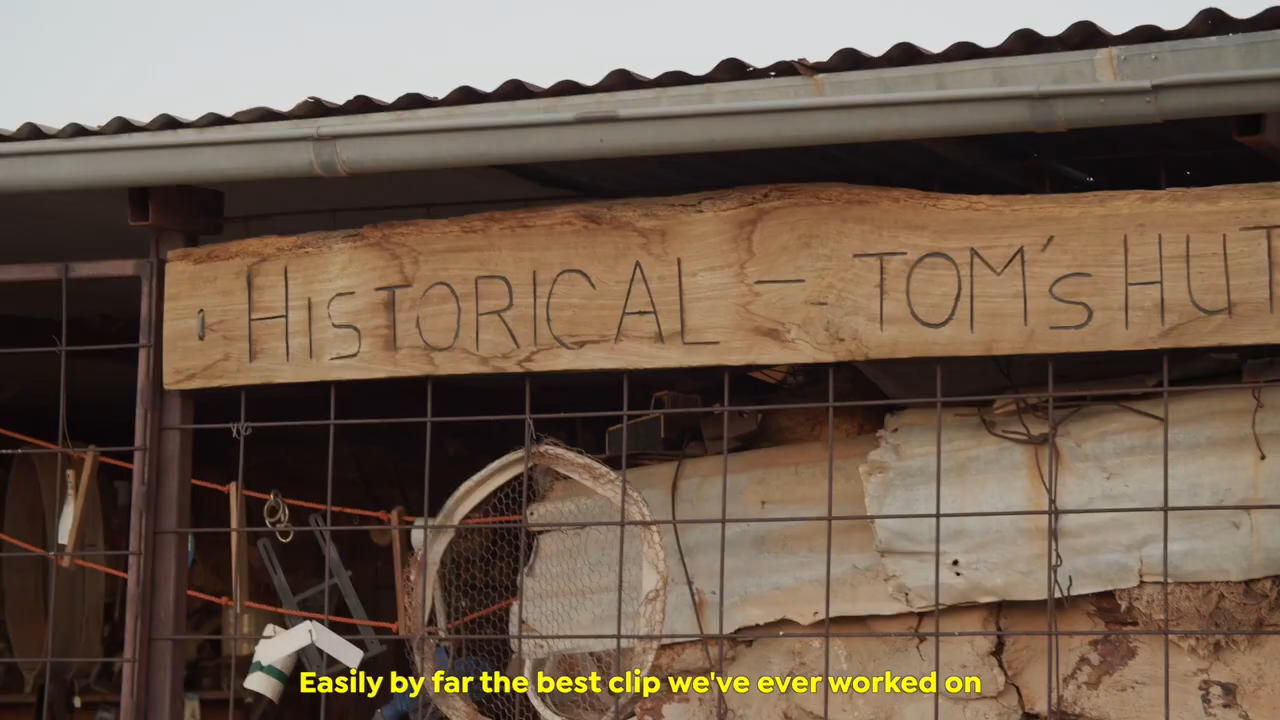 HISTORICAL – TOM'S HUT
Easily by far the best clip we've ever worked on